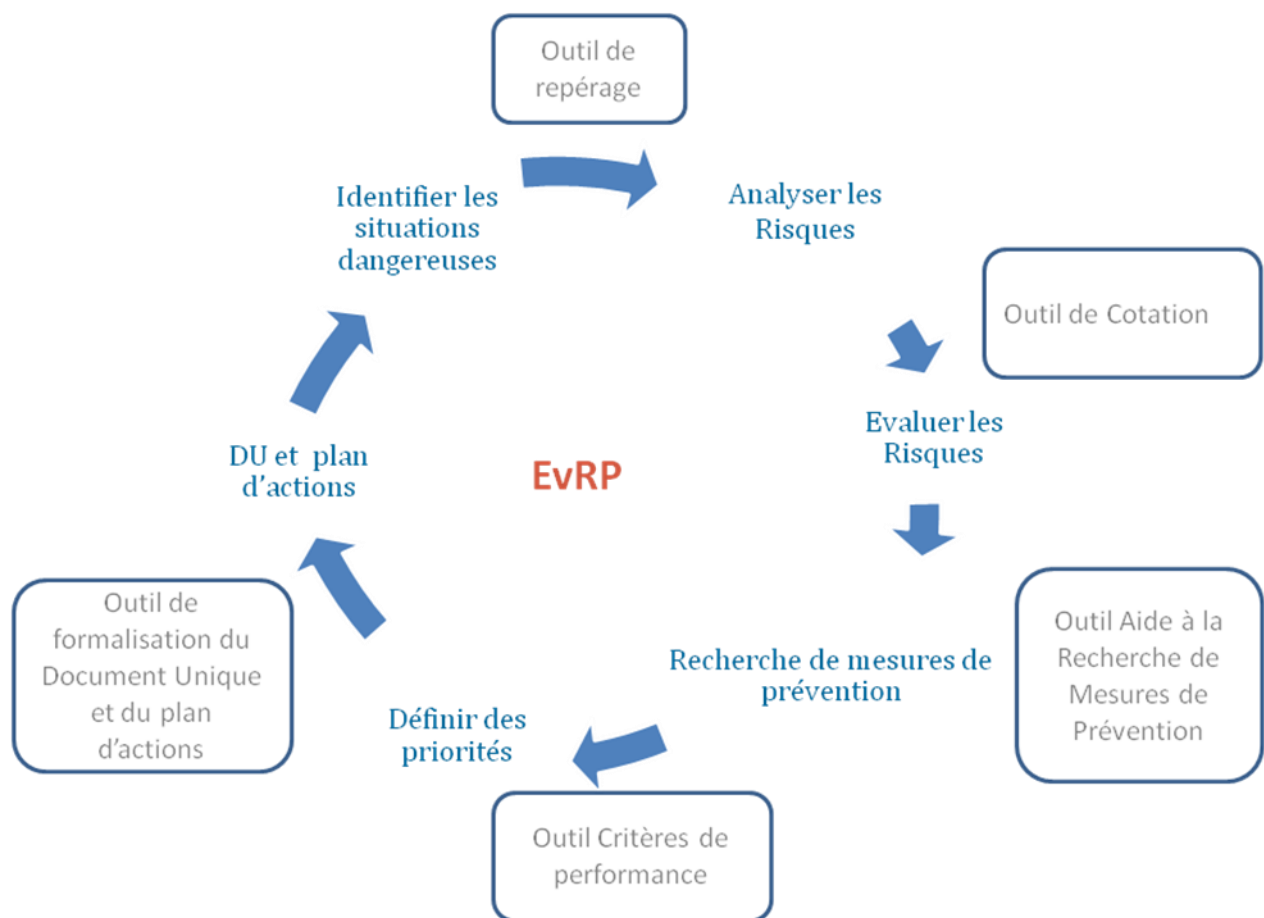 Outil de
repérage
Identifier les
situations
dangereuses
Analyser les
Risques
Outil de Cotation
Evaluer les
Risques
DU et plan
d’actions
EvRP
Outil de
formalisation du
Document Unique
et du plan
d’actions
Outil Aide à la
Recherche de
Mesures de
Prévention
Recherche de mesures de
prévention
Définir des
priorités
Outil Critères de
performance